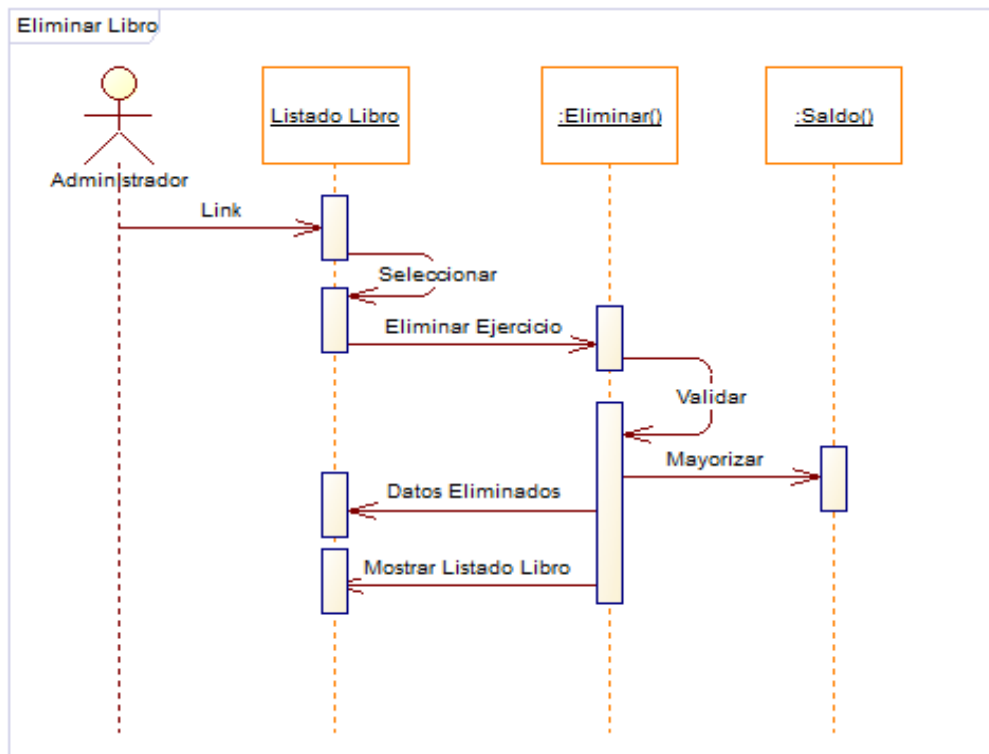 Eliminar Libro
Listado Libro
:Eliminar()
:Saldo()
Administrador
Link
Seleccionar
Eliminar Ejercicio
Validar
Mayorizar
Datos Eliminados
Mostrar Listado Libro